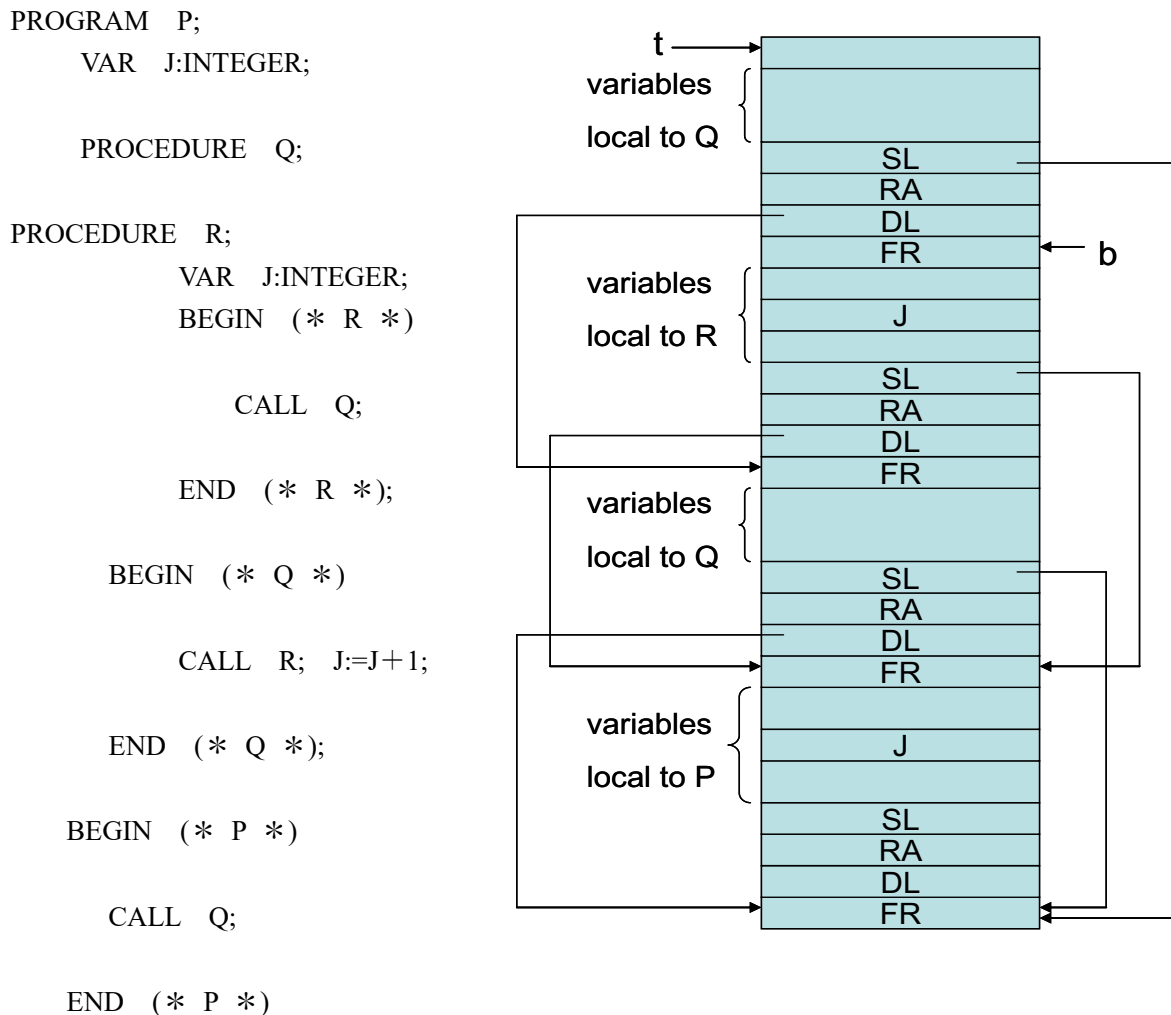 PROGRAM P;
VAR J:INTEGER;
PROCEDURE Q;
PROCEDURE R;
VAR J:INTEGER;
BEGIN (* R *)
CALL Q;
END (* R *);
BEGIN (* Q *)
CALL R; J:=J+1;
END (* Q *);
BEGIN (* P *)
CALL Q;
END (* P *)
t
variables
local to Q
SL
RA
DL
FR
b
variables
local to R
J
SL
RA
DL
FR
variables
local to Q
SL
RA
DL
FR
variables
local to P
J
SL
RA
DL
FR